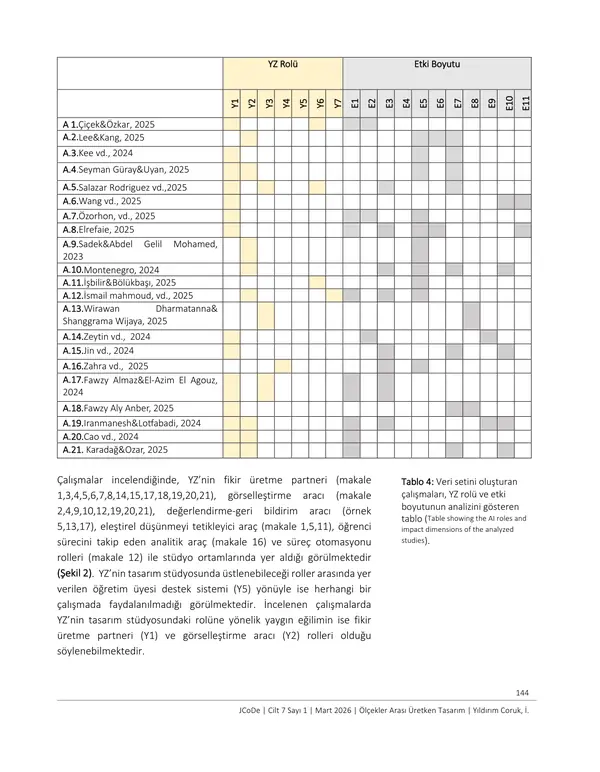 YZ Rolü Etki Boyutu
Y1 Y2 Y3 Y4 Y5 Y6 Y7 E1 E2 E3 E4 E5 E6 E7 E8 E9 E10 E11
A 1.Çiçek&Özkar, 2025
A.2.Lee&Kang, 2025
A.3.Kee vd., 2024
A.4.Seyman Güray&Uyan, 2025
A.5.Salazar Rodriguez vd.,2025
A.6.Wang vd., 2025
A.7.Özorhon, vd., 2025
A.8.Elrefaie, 2025
A.9.Sadek&Abdel Gelil Mohamed,
2023
A.10.Montenegro, 2024
A.11.İşbilir&Bölükbaşı, 2025
A.12.İsmail mahmoud, vd., 2025
A.13.Wirawan Dharmatanna&
Shanggrama Wijaya, 2025
A.14.Zeytin vd., 2024
A.15.Jin vd., 2024
A.16.Zahra vd., 2025
A.17.Fawzy Almaz&El-Azim El Agouz,
2024
A.18.Fawzy Aly Anber, 2025
A.19.Iranmanesh&Lotfabadi, 2024
A.20.Cao vd., 2024
A.21. Karadağ&Ozar, 2025
Çalışmalar incelendiğinde, YZ'nin fikir üretme partneri (makale
1,3,4,5,6,7,8,14,15,17,18,19,20,21), görselleştirme aracı (makale
2,4,9,10,12,19,20,21), değerlendirme-geri bildirim aracı (örnek
5,13,17), eleştirel düşünmeyi tetikleyici araç (makale 1,5,11), öğrenci
sürecini takip eden analitik araç (makale 16) ve süreç otomasyonu
rolleri (makale 12) ile stüdyo ortamlarında yer aldığı görülmektedir
(Şekil 2). YZ'nin tasarım stüdyosunda üstlenebileceği roller arasında yer
verilen öğretim üyesi destek sistemi (Y5) yönüyle ise herhangi bir
çalışmada faydalanılmadığı görülmektedir. İncelenen çalışmalarda
YZ'nin tasarım stüdyosundaki rolüne yönelik yaygın eğilimin ise fikir
üretme partneri (Y1) ve görselleştirme aracı (Y2) rolleri olduğu
söylenebilmektedir.
Tablo 4: Veri setini oluşturan
çalışmaları, YZ rolü ve etki
boyutunun analizini gösteren
tablo (Table showing the AI roles and
impact dimensions of the analyzed
studies).
144
JCoDe | Cilt 7 Sayı 1 | Mart 2026 | Ölçekler Arası Üretken Tasarım | Yıldırım Coruk, İ.